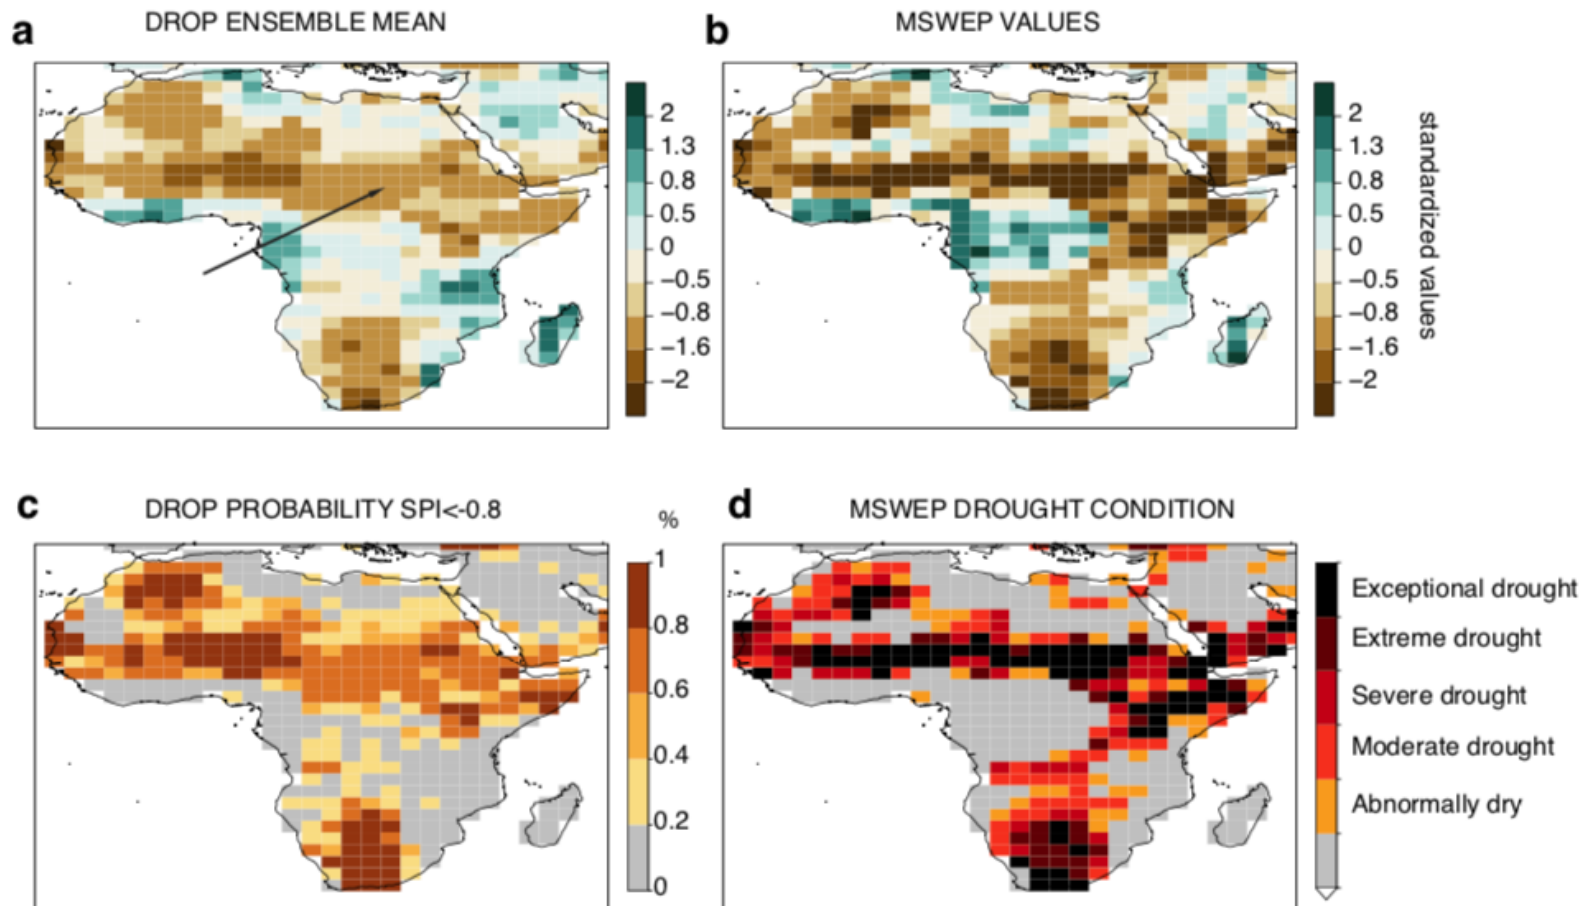 a DROP ENSEMBLE MEAN
2
1.3
0.8
0.5
0
−0.5
−0.8
−1.6
−2
b MSWEP VALUES
2
1.3
0.8
0.5
0
−0.5
−0.8
−1.6
−2
standardized values
c DROP PROBABILITY SPI<-0.8
%
1
0.8
0.6
0.4
0.2
0
d MSWEP DROUGHT CONDITION
Exceptional drought
Extreme drought
Severe drought
Moderate drought
Abnormally dry